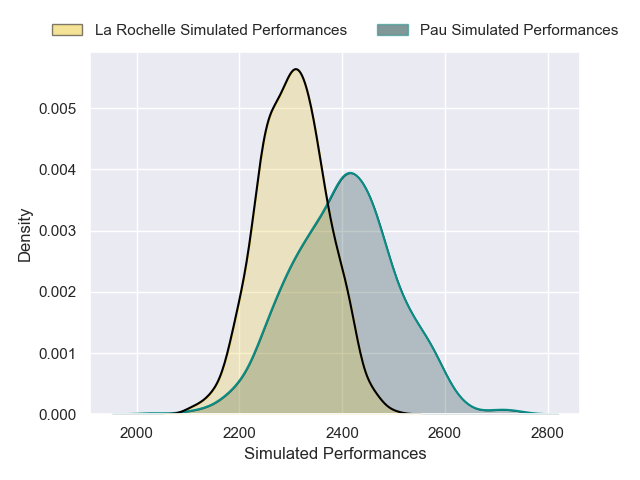 La Rochelle Simulated Performances Pau Simulated Performances
0.005
0.004
0.003
0.002
0.001
0.000
Density
2000 2200 2400 2600 2800
Simulated Performances